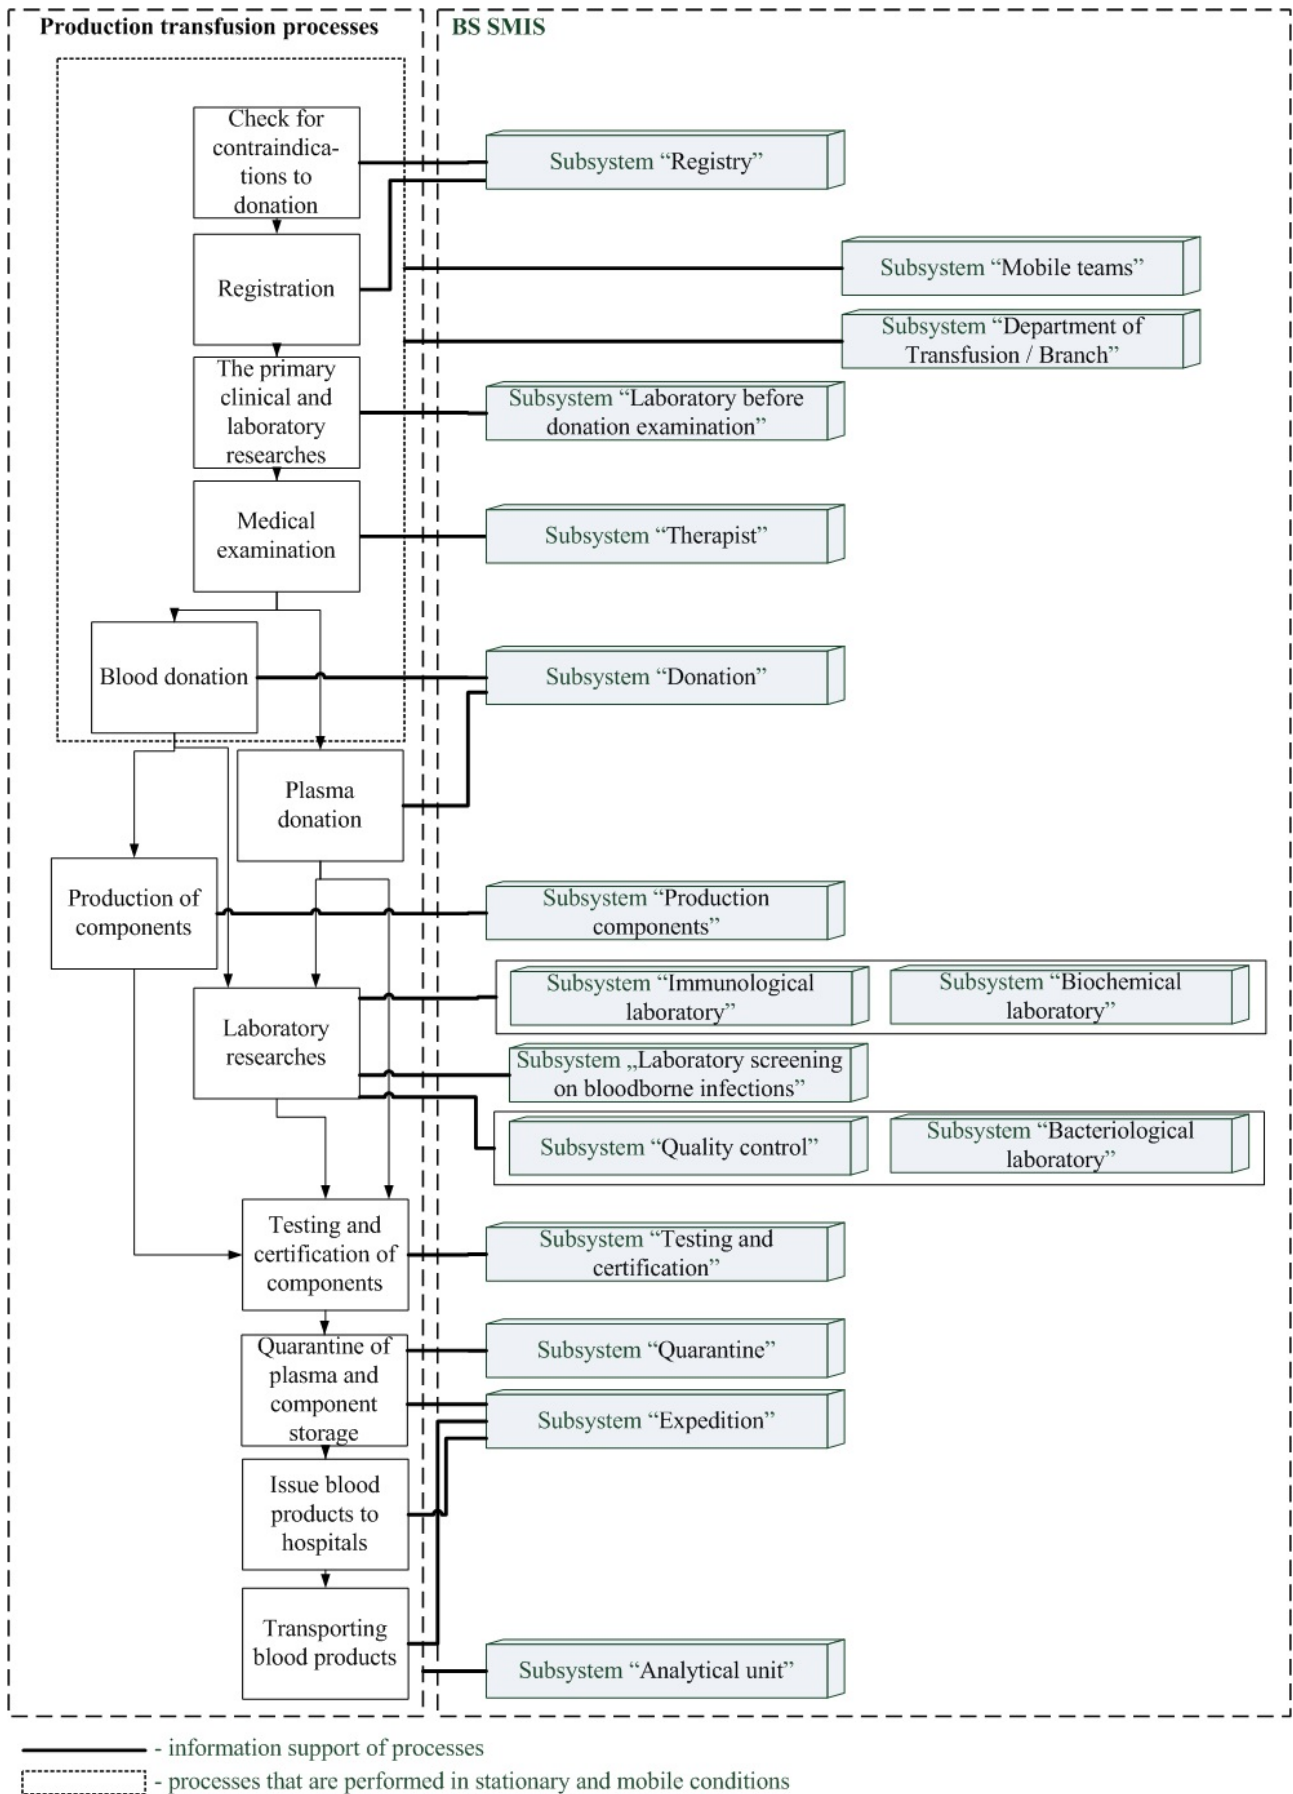 Production transfusion processes
BS SMIS
Check for
contraindica-
tions to
donation
Subsystem “Registry”
Registration
Subsystem “Mobile teams”
Subsystem “Department of
Transfusion / Branch”
The primary
clinical and
laboratory
researches
Subsystem “Laboratory before
donation examination”
Medical
examination
Subsystem “Therapist”
Blood donation
Subsystem “Donation”
Plasma
donation
Production of
components
Subsystem “Production
components”
Laboratory
researches
Subsystem “Immunological
laboratory”
Subsystem “Biochemical
laboratory”
Subsystem „Laboratory screening
on bloodborne infections”
Subsystem “Quality control”
Subsystem “Bacteriological
laboratory”
Testing and
certification of
components
Subsystem “Testing and
certification”
Quarantine of
plasma and
component
storage
Subsystem “Quarantine”
Subsystem “Expedition”
Issue blood
products to
hospitals
Transporting
blood products
Subsystem “Analytical unit”
- information support of processes
- processes that are performed in stationary and mobile conditions